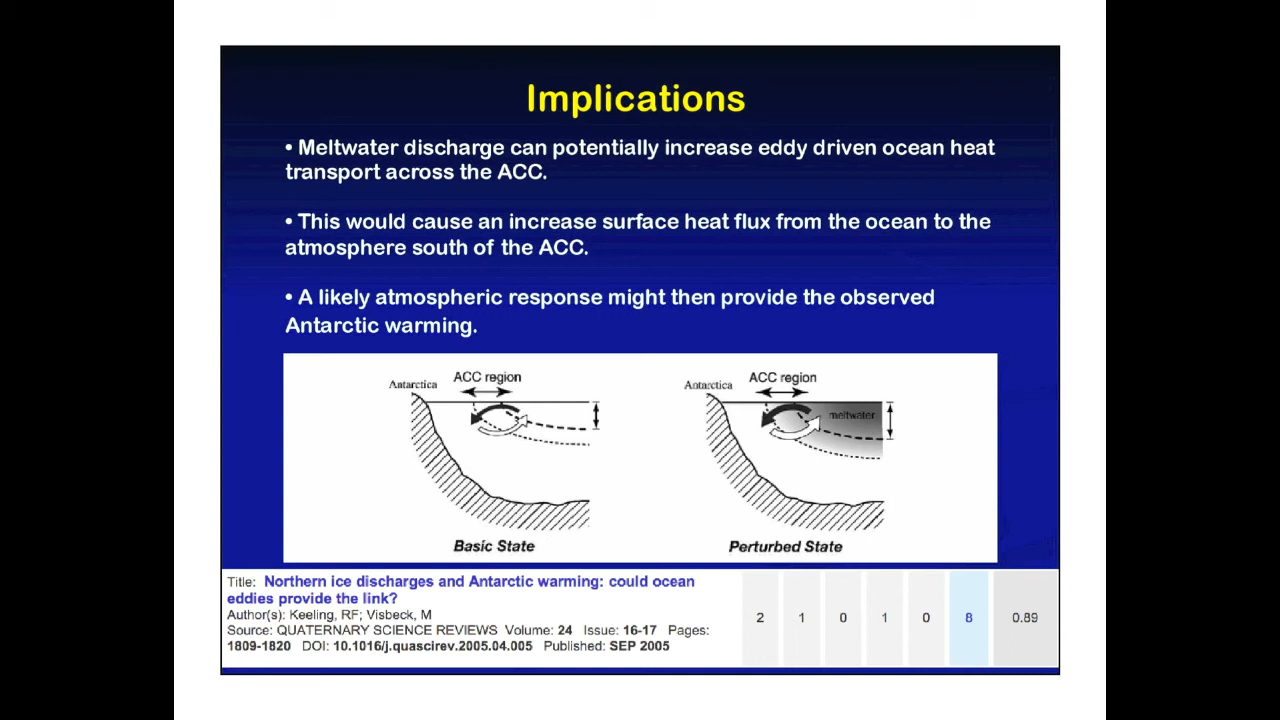 Implications
• Meltwater discharge can potentially increase eddy driven ocean heat
transport across the ACC.
• This would cause an increase surface heat flux from the ocean to the
atmosphere south of the ACC.
• A likely atmospheric response might then provide the observed
Antarctic warming.
Antarctica
ACC region
Basic State
Antarctica
ACC region
meltwater
Perturbed State
Title: Northern ice discharges and Antarctic warming: could ocean
eddies provide the link?
Author(s): Keeling, RF; Visbeck, M
Source: QUATERNARY SCIENCE REVIEWS Volume: 24 Issue: 16-17 Pages:
1809-1820 DOI: 10.1016/j.quascirev.2005.04.005 Published: SEP 2005
2 1 0 1 0 8 0.89